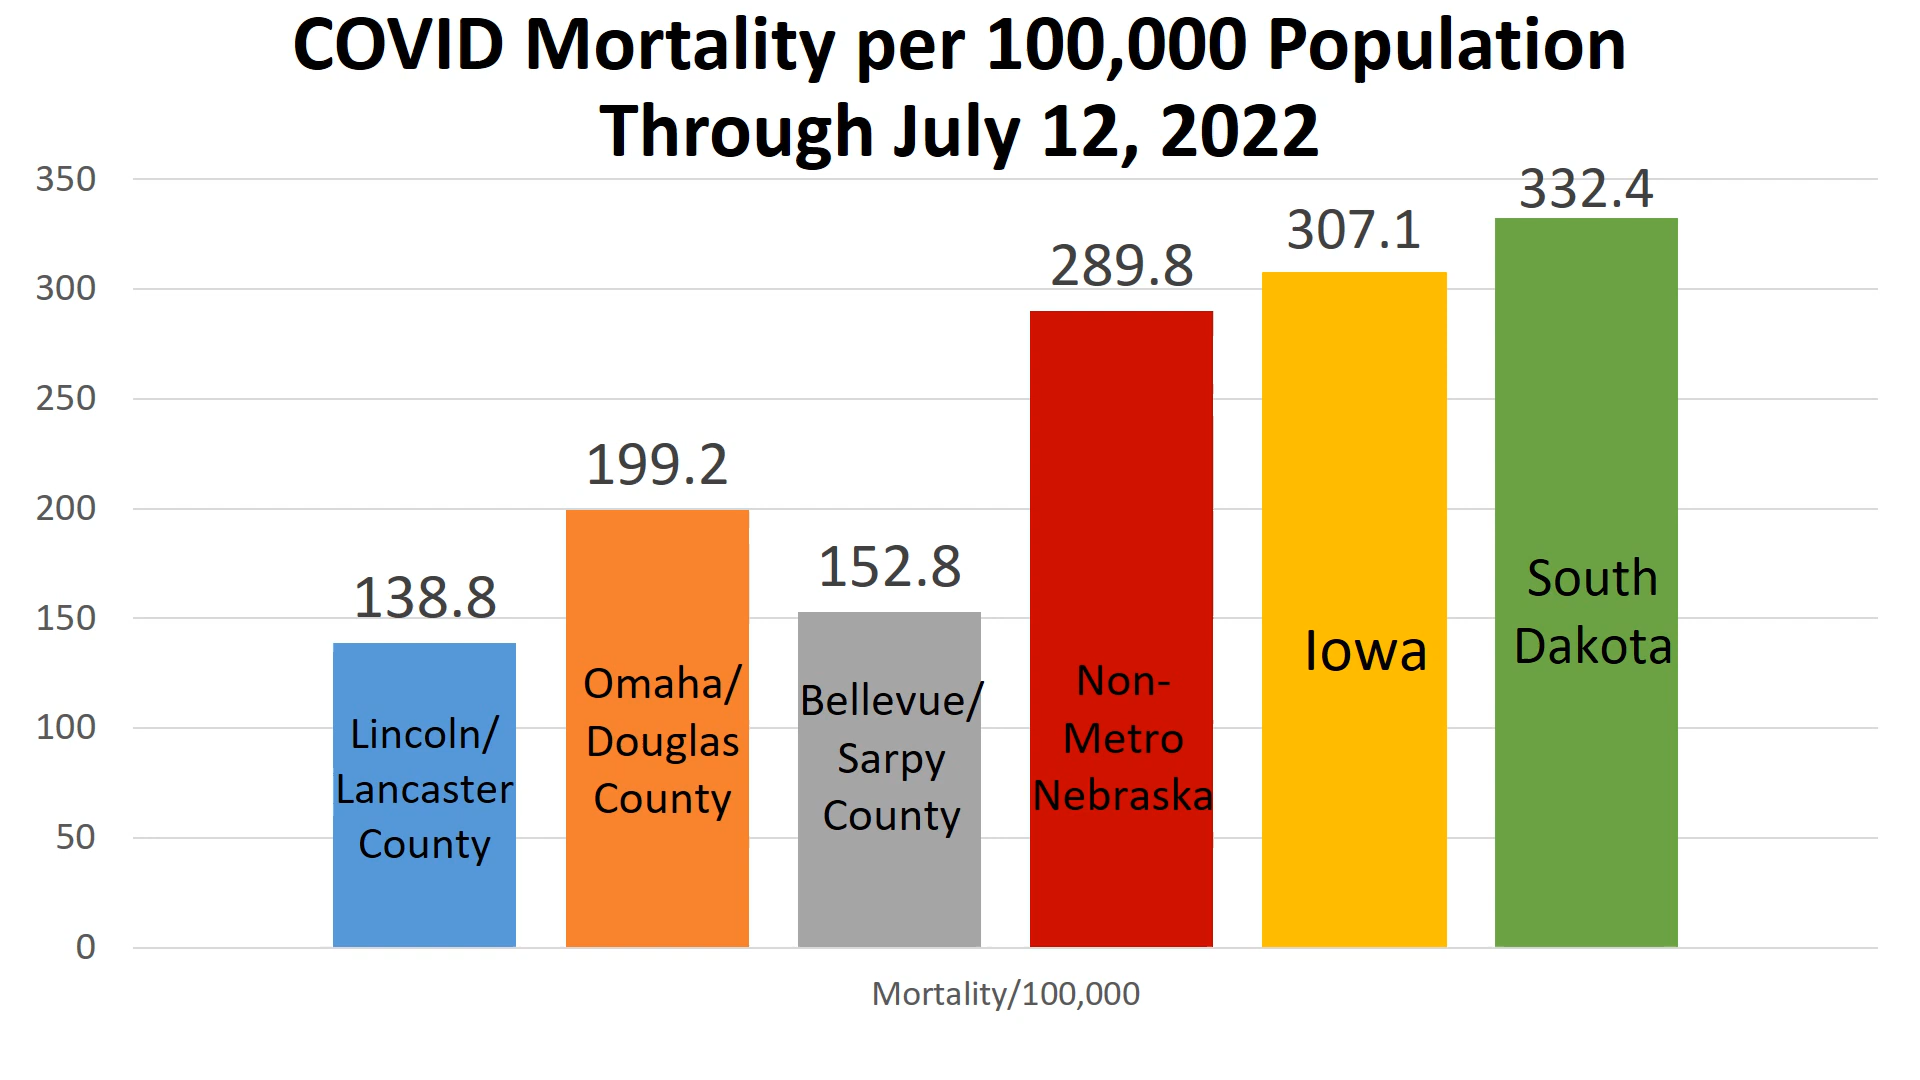 COVID Mortality per 100,000 Population
Through July 12, 2022
350
300
250
200
150
100
50
0
138.8
199.2
152.8
289.8
307.1
332.4
Lincoln/
Lancaster
County
Omaha/
Douglas
County
Bellevue/
Sarpy
County
Non-
Metro
Nebraska
Iowa
South
Dakota
Mortality/100,000